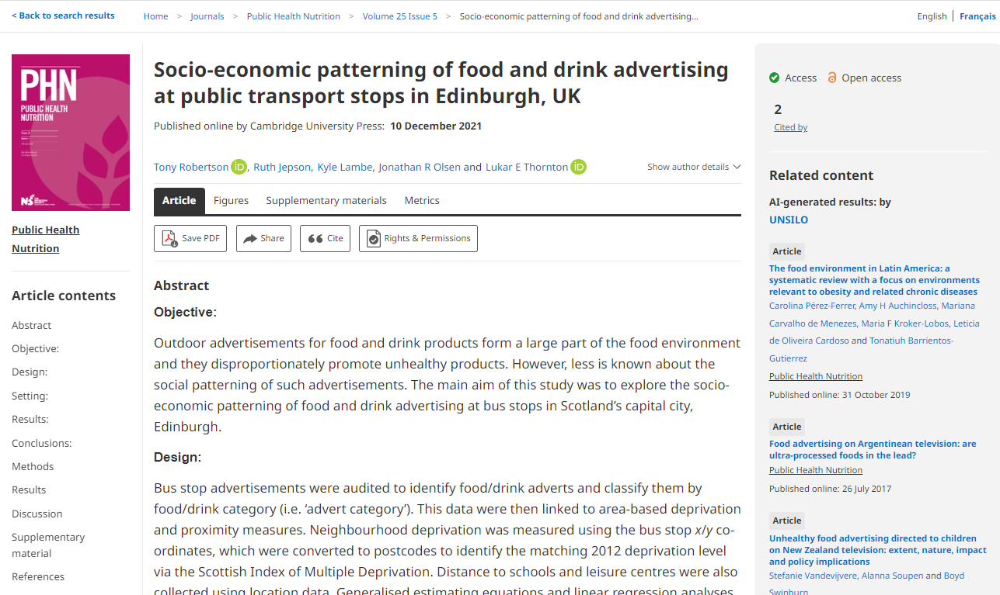 < Back to search results
Home > Journals > Public Health Nutrition > Volume 25 Issue 5 > Socio-economic patterning of food and drink advertising...
English | Français
PHN
PUBLIC HEALTH
NUTRITION
Public Health
Nutrition
Article contents
Abstract
Objective:
Design:
Setting:
Results:
Conclusions:
Methods
Results
Discussion
Supplementary
material
References
Socio-economic patterning of food and drink advertising
at public transport stops in Edinburgh, UK
Published online by Cambridge University Press: 10 December 2021
Tony Robertson iD, Ruth Jepson, Kyle Lambe, Jonathan R Olsen and Lukar E Thornton iD
Show author details
Article Figures Supplementary materials Metrics
Save PDF Share Cite Rights & Permissions
Abstract
Objective:
Outdoor advertisements for food and drink products form a large part of the food environment
and they disproportionately promote unhealthy products. However, less is known about the
social patterning of such advertisements. The main aim of this study was to explore the socio-
economic patterning of food and drink advertising at bus stops in Scotland's capital city,
Edinburgh.
Design:
Bus stop advertisements were audited to identify food/drink adverts and classify them by
food/drink category (i.e. 'advert category'). This data were then linked to area-based deprivation
and proximity measures. Neighbourhood deprivation was measured using the bus stop x/y co-
ordinates, which were converted to postcodes to identify the matching 2012 deprivation level
via the Scottish Index of Multiple Deprivation. Distance to schools and leisure centres were also
collected using location data. Generalised estimating equations and linear regression analyses
Access Open access
2
Cited by
Related content
AI-generated results: by
UNSILO
Article
The food environment in Latin America: a
systematic review with a focus on environments
relevant to obesity and related chronic diseases
Carolina Pérez-Ferrer, Amy H Auchincloss, Mariana
Carvalho de Menezes, Maria F Kroker-Lobos, Leticia
de Oliveira Cardoso and Tonatiuh Barrientos-
Gutierrez
Public Health Nutrition
Published online: 31 October 2019
Article
Food advertising on Argentinean television: are
ultra-processed foods in the lead?
Public Health Nutrition
Published online: 26 July 2017
Article
Unhealthy food advertising directed to children
on New Zealand television: extent, nature, impact
and policy implications
Stefanie Vandevijvere, Alanna Soupen and Boyd
Swinburn